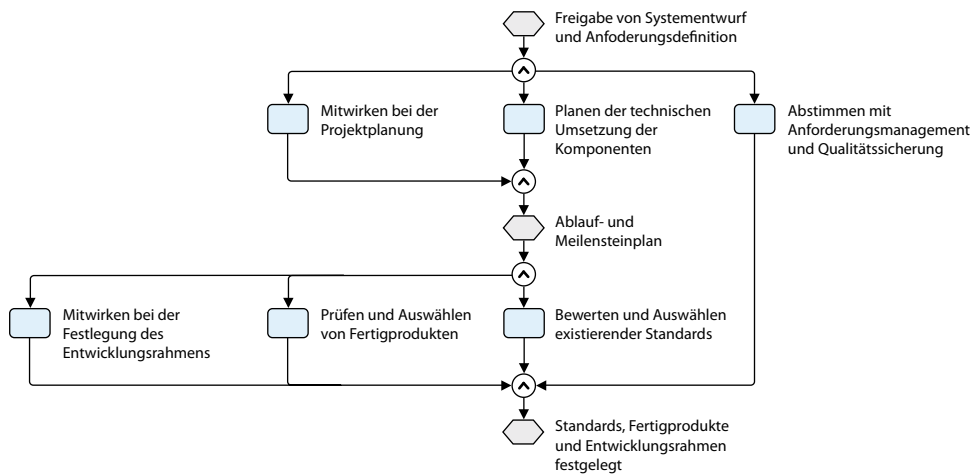 Freigabe von Systementwurf
und Anfoderungsdefinition
Mitwirken bei der
Projektplanung
Planen der technischen
Umsetzung der
Komponenten
Abstimmen mit
Anforderungsmanagement
und Qualitätssicherung
Ablauf- und
Meilensteinplan
Mitwirken bei der
Festlegung des
Entwicklungsrahmens
Prüfen und Auswählen
von Fertigprodukten
Bewerten und Auswählen
existierender Standards
Standards, Fertigprodukte
und Entwicklungsrahmen
festgelegt